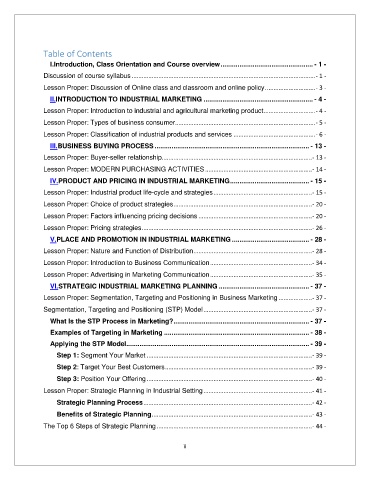 Table of Contents
I.Introduction, Class Orientation and Course overview - 1 -
Discussion of course syllabus - 1 -
Lesson Proper: Discussion of Online class and classroom and online policy. - 3 -
II.INTRODUCTION TO INDUSTRIAL MARKETING - 4 -
Lesson Proper: Introduction to industrial and agricultural marketing product. - 4 -
Lesson Proper: Types of business consumer. - 5 -
Lesson Proper: Classification of industrial products and services - 6 -
III.BUSINESS BUYING PROCESS - 13 -
Lesson Proper: Buyer-seller relationship. - 13 -
Lesson Proper: MODERN PURCHASING ACTIVITIES - 14 -
IV.PRODUCT AND PRICING IN INDUSTRIAL MARKETING - 15 -
Lesson Proper: Industrial product life-cycle and strategies - 15 -
Lesson Proper: Choice of product strategies - 20 -
Lesson Proper: Factors influencing pricing decisions - 20 -
Lesson Proper: Pricing strategies - 26 -
V.PLACE AND PROMOTION IN INDUSTRIAL MARKETING - 28 -
Lesson Proper: Nature and Function of Distribution - 28 -
Lesson Proper: Introduction to Business Communication - 34 -
Lesson Proper: Advertising in Marketing Communication - 35 -
VI.STRATEGIC INDUSTRIAL MARKETING PLANNING - 37 -
Lesson Proper: Segmentation, Targeting and Positioning in Business Marketing - 37 -
Segmentation, Targeting and Positioning (STP) Model - 37 -
What Is the STP Process in Marketing? - 37 -
Examples of Targeting in Marketing - 38 -
Applying the STP Model - 39 -
Step 1: Segment Your Market - 39 -
Step 2: Target Your Best Customers - 39 -
Step 3: Position Your Offering - 40 -
Lesson Proper: Strategic Planning in Industrial Setting - 41 -
Strategic Planning Process - 42 -
Benefits of Strategic Planning - 43 -
The Top 6 Steps of Strategic Planning - 44 -
ii